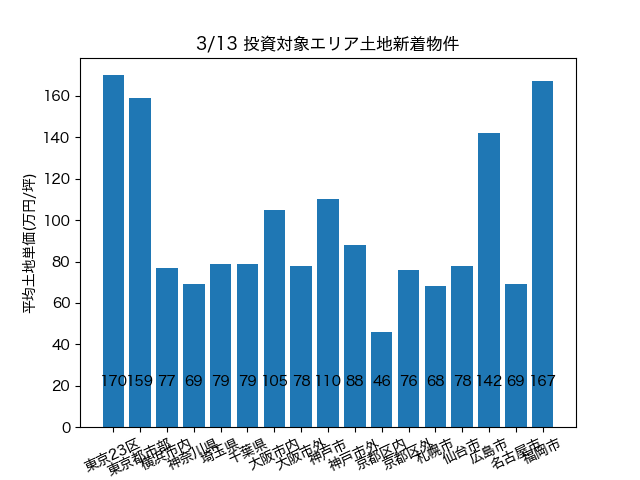 3/13 投資対象エリア土地新着物件
平均土地単価(万円/坪)
160
140
120
100
80
60
40
20
0
170 159 77 69 79 79 105 78 110 88 46 76 68 78 142 69 167
東京23区
東京都市部
横浜市内
神奈川県
埼玉県
千葉県
大阪市内
大阪市外
神戸市
神戸市外
京都区内
京都区外
札幌市
仙台市
広島市
名古屋市
福岡市